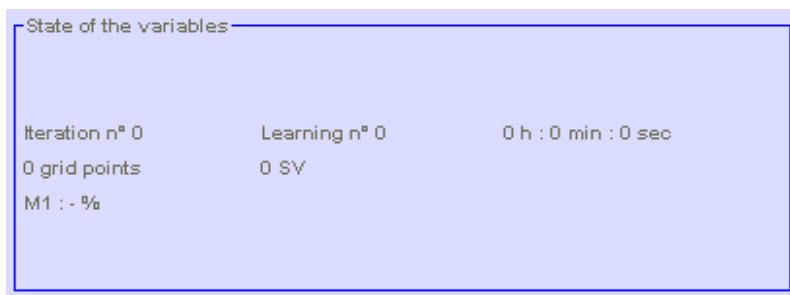 State of the variables
Iteration n° 0 Learning n° 0 0 h : 0 min : 0 sec
0 grid points 0 SV
M1 : - %